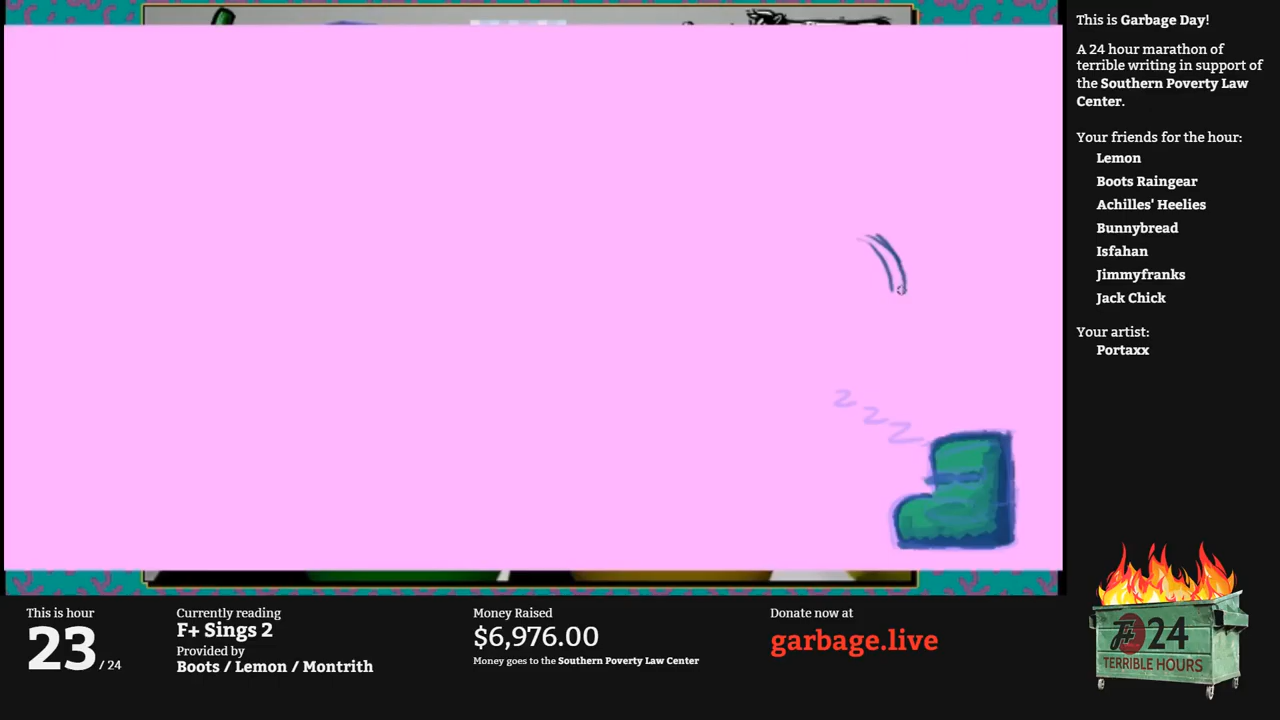 This is Garbage Day!
A 24 hour marathon of
terrible writing in support of
the Southern Poverty Law
Center.
Your friends for the hour:
Lemon
Boots Raingear
Achilles' Heelies
Bunnybread
Isfahan
Jimmyfranks
Jack Chick
Your artist:
Portaxx
z
z
z
This is hour
23 / 24
Currently reading
F+ Sings 2
Provided by
Boots / Lemon / Montrith
Money Raised
$6,976.00
Money goes to the Southern Poverty Law Center
Donate now at
garbage.live
F+ 24
TERRIBLE HOURS